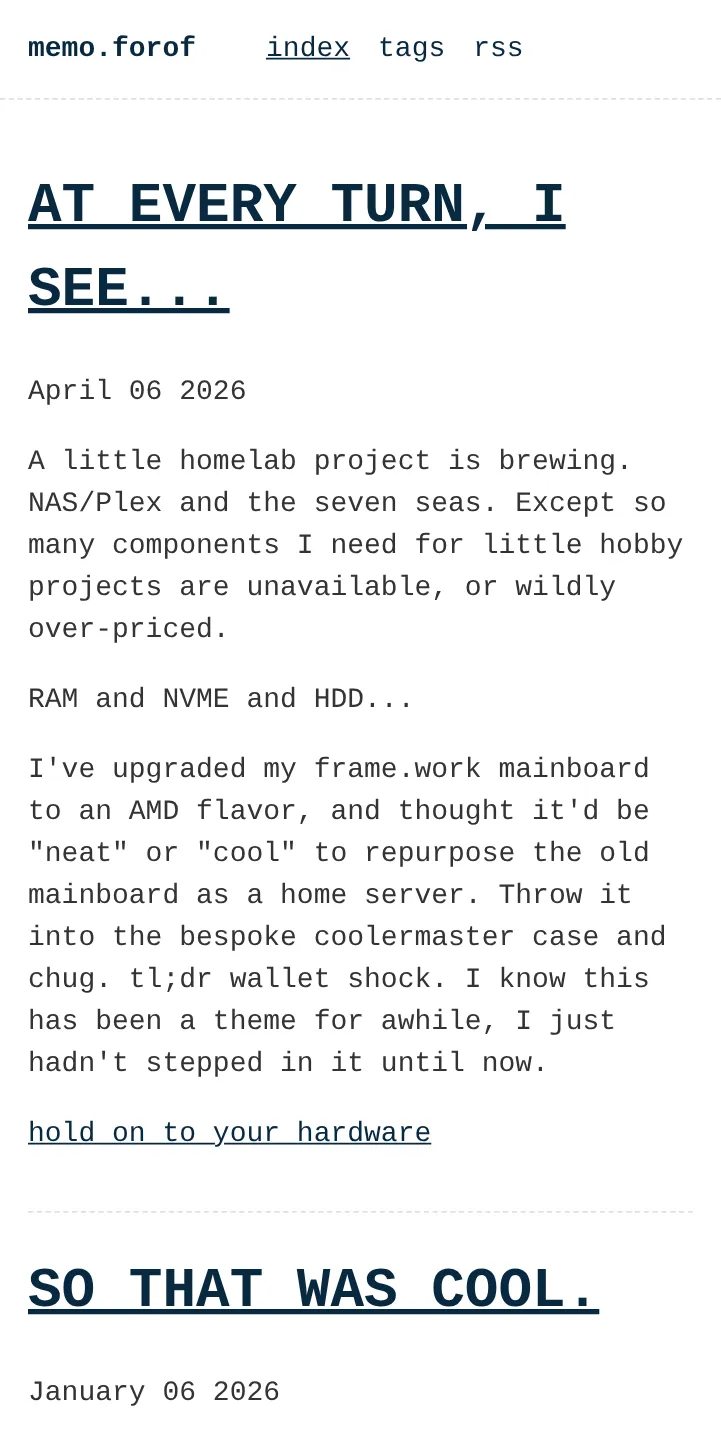 memo.forof index tags rss
AT EVERY TURN, I
SEE...
April 06 2026
A little homelab project is brewing.
NAS/Plex and the seven seas. Except so
many components I need for little hobby
projects are unavailable, or wildly
over-priced.
RAM and NVME and HDD...
I've upgraded my frame.work mainboard
to an AMD flavor, and thought it'd be
"neat" or "cool" to repurpose the old
mainboard as a home server. Throw it
into the bespoke coolermaster case and
chug. tl;dr wallet shock. I know this
has been a theme for awhile, I just
hadn't stepped in it until now.
hold on to your hardware
SO THAT WAS COOL.
January 06 2026